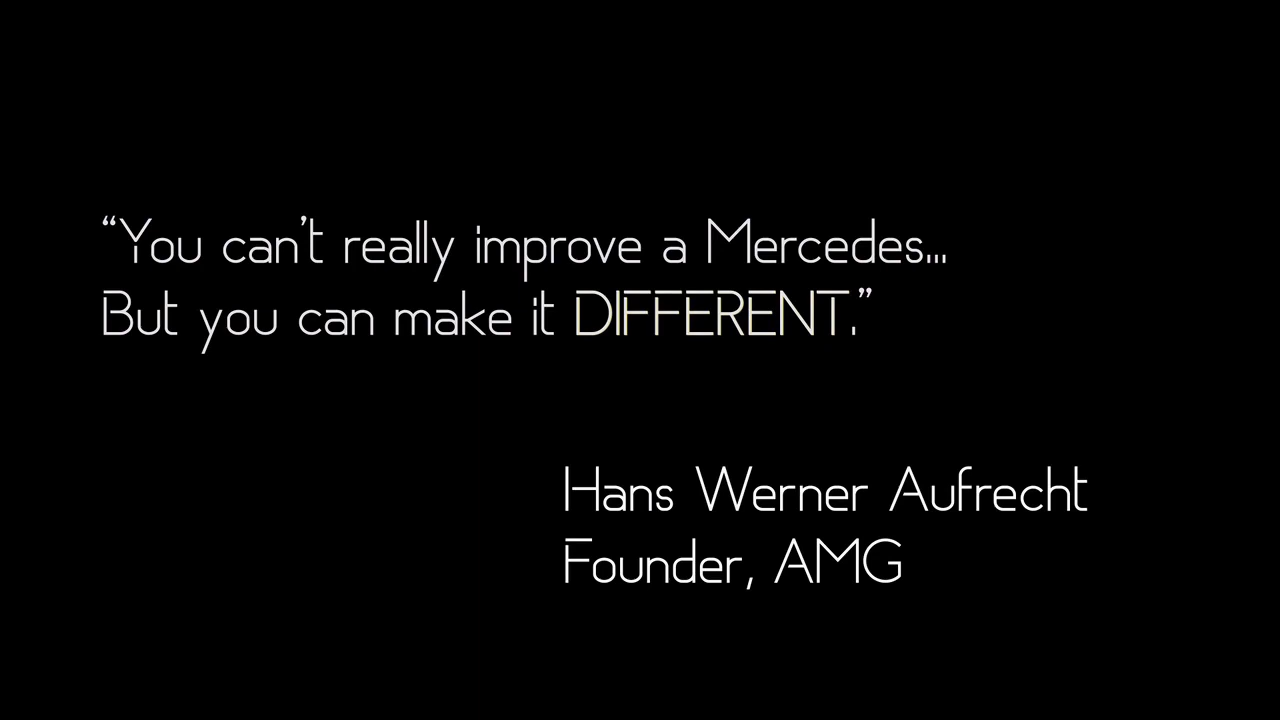 “You can’t really improve a Mercedes...
But you can make it DIFFERENT.”
Hans Werner Aufrecht
Founder, AMG